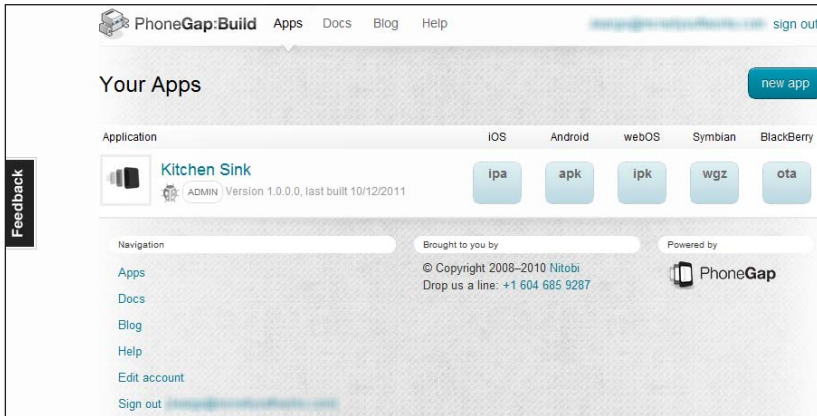 PhoneGap:Build Apps Docs Blog Help sign out
Your Apps
new app
Application iOS Android webOS Symbian BlackBerry
Kitchen Sink
ADMIN Version 1.0.0.0, last built 10/12/2011
ipa apk ipk wgz ota
Feedback
Navigation
Apps
Docs
Blog
Help
Edit account
Sign out
Brought to you by
© Copyright 2008–2010 Nitobi
Drop us a line: +1 604 685 9287
Powered by
PhoneGap